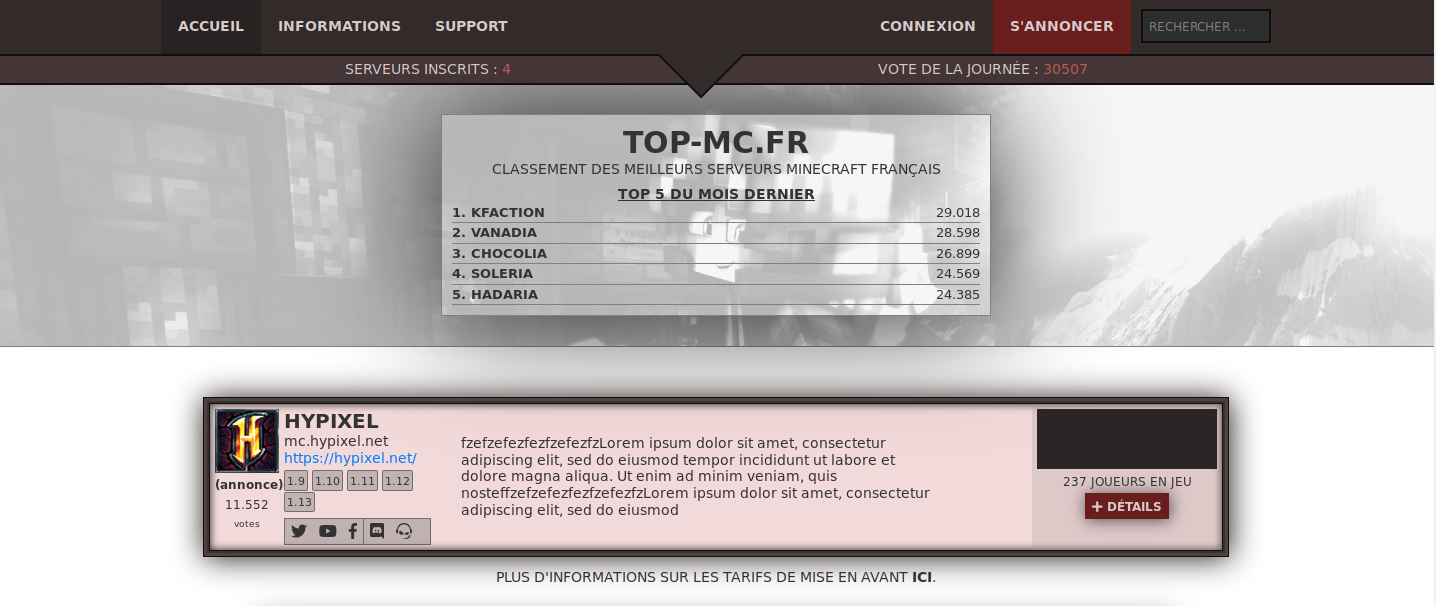 ACCUEIL INFORMATIONS SUPPORT CONNEXION S'ANNONCER RECHERCHER ...
SERVEURS INSCRITS : 4 VOTE DE LA JOURNÉE : 30507
TOP-MC.FR
CLASSEMENT DES MEILLEURS SERVEURS MINECRAFT FRANÇAIS
TOP 5 DU MOIS DERNIER
1. KFACTION 29.018
2. VANADIA 28.598
3. CHOCOLIA 26.899
4. SOLERIA 24.569
5. HADARIA 24.385
H
(annonce)
11.552
votes
HYPIXEL
mc.hypixel.net
https://hypixel.net/
1.9 1.10 1.11 1.12
1.13
fzefzefezfezfzefezfzLorem ipsum dolor sit amet, consectetur
adipiscing elit, sed do eiusmod tempor incididunt ut labore et
dolore magna aliqua. Ut enim ad minim veniam, quis
nosteffzefzefezfezfzefezfzLorem ipsum dolor sit amet, consectetur
adipiscing elit, sed do eiusmod
237 JOUEURS EN JEU
+ DÉTAILS
PLUS D'INFORMATIONS SUR LES TARIFS DE MISE EN AVANT ICI.